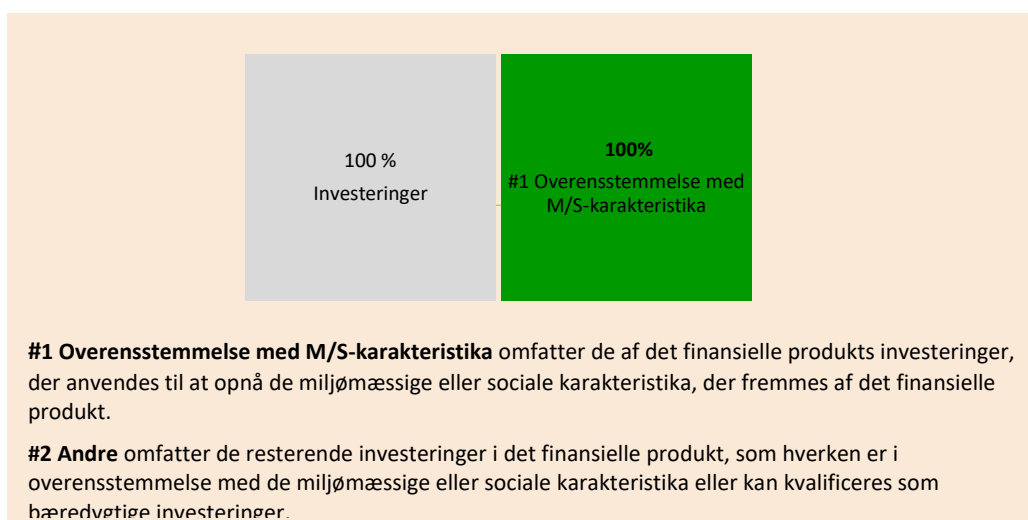 100 %
Investeringer
100%
#1 Overensstemmelse med
M/S-karakteristika
#1 Overensstemmelse med M/S-karakteristika omfatter de af det finansielle produkts investeringer,
der anvendes til at opnå de miljømæssige eller sociale karakteristika, der fremmes af det finansielle
produkt.
#2 Andre omfatter de resterende investeringer i det finansielle produkt, som hverken er i
overensstemmelse med de miljømæssige eller sociale karakteristika eller kan kvalificeres som
bæredygtige investeringer.